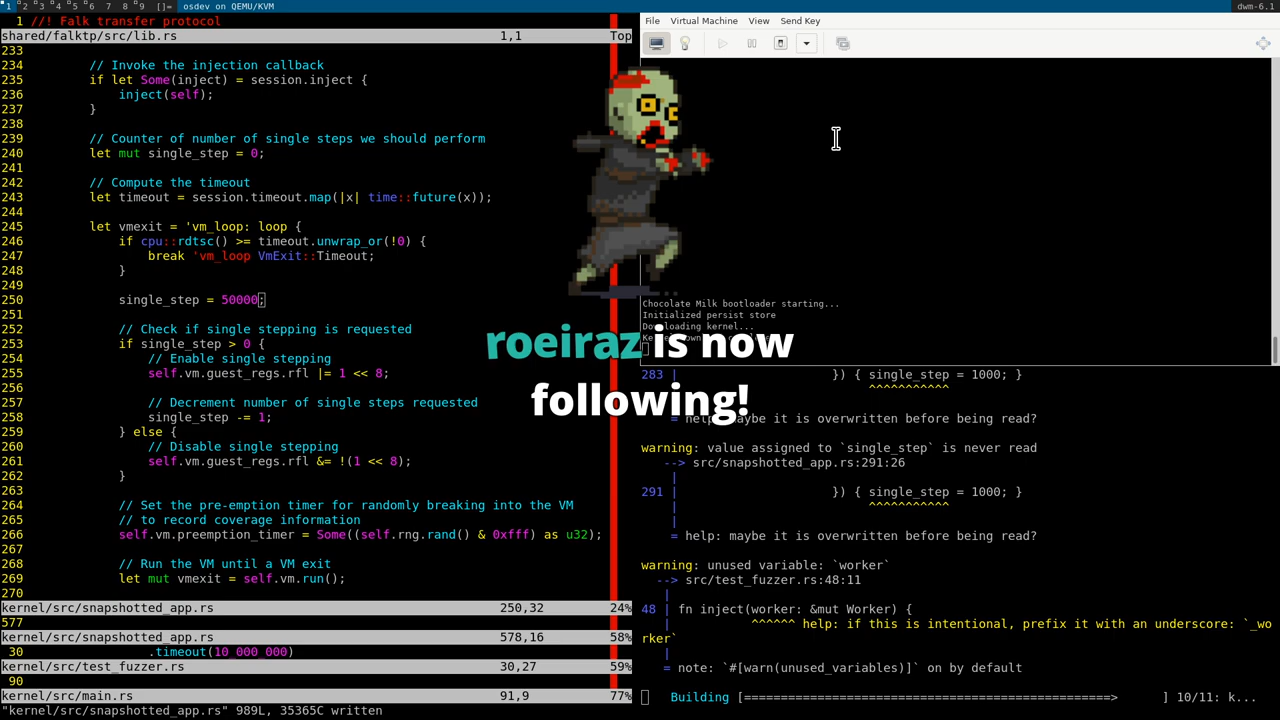 1 2 3 4 5 6 7 8 9 []= osdev on QEMU/KVM dwm-6.1
1 //! Falk transfer protocol
shared/falktp/src/lib.rs 1,1 Top
233
234 // Invoke the injection callback
235 if let Some(inject) = session.inject {
236 inject(self);
237 }
238
239 // Counter of number of single steps we should perform
240 let mut single_step = 0;
241
242 // Compute the timeout
243 let timeout = session.timeout.map(|x| time::future(x));
244
245 let vmexit = 'vm_loop: loop {
246 if cpu::rdtsc() >= timeout.unwrap_or(!0) {
247 break 'vm_loop VmExit::Timeout;
248 }
249
250 single_step = 50000;
251
252 // Check if single stepping is requested
253 if single_step > 0 {
254 // Enable single stepping
255 self.vm.guest_regs.rfl |= 1 << 8;
256
257 // Decrement number of single steps requested
258 single_step -= 1;
259 } else {
260 // Disable single stepping
261 self.vm.guest_regs.rfl &= !(1 << 8);
262 }
263
264 // Set the pre-emption timer for randomly breaking into the VM
265 // to record coverage information
266 self.vm.preemption_timer = Some((self.rng.rand() & 0xfff) as u32);
267
268 // Run the VM until a VM exit
269 let mut vmexit = self.vm.run();
270
kernel/src/snapshotted_app.rs 250,32 24%
577
kernel/src/snapshotted_app.rs 578,16 58%
30 .timeout(10_000_000)
kernel/src/test_fuzzer.rs 30,27 59%
90
kernel/src/main.rs 91,9 77%
"kernel/src/snapshotted_app.rs" 989L, 35365C written
File Virtual Machine View Send Key
Chocolate Milk bootloader starting...
Initialized persist store
Downloading kernel...
roeiraz is now
following!
283 | }) { single_step = 1000; }
| ^^^^^^^^^^^
= help: maybe it is overwritten before being read?
warning: value assigned to `single_step` is never read
--> src/snapshotted_app.rs:291:26
|
291 | }) { single_step = 1000; }
| ^^^^^^^^^^^
|
= help: maybe it is overwritten before being read?
warning: unused variable: `worker`
--> src/test_fuzzer.rs:48:11
|
48 | fn inject(worker: &mut Worker) {
| ^^^^^^ help: if this is intentional, prefix it with an underscore: `_wo
rker`
|
= note: `#[warn(unused_variables)]` on by default
Building [=================================================> ] 10/11: k...